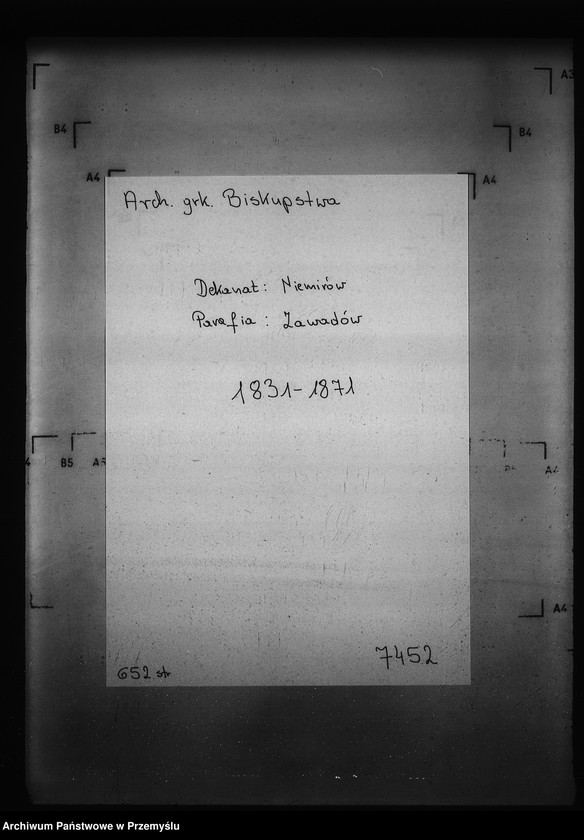 A3
B4
B4
A4
A4
Arch. grk. Biskupstwa
Dekanat: Niemirów
Parafia: Zawadów
1831-1871
B5
A5
A4
A4
652 str
7452
Archiwum Państwowe w Przemyślu